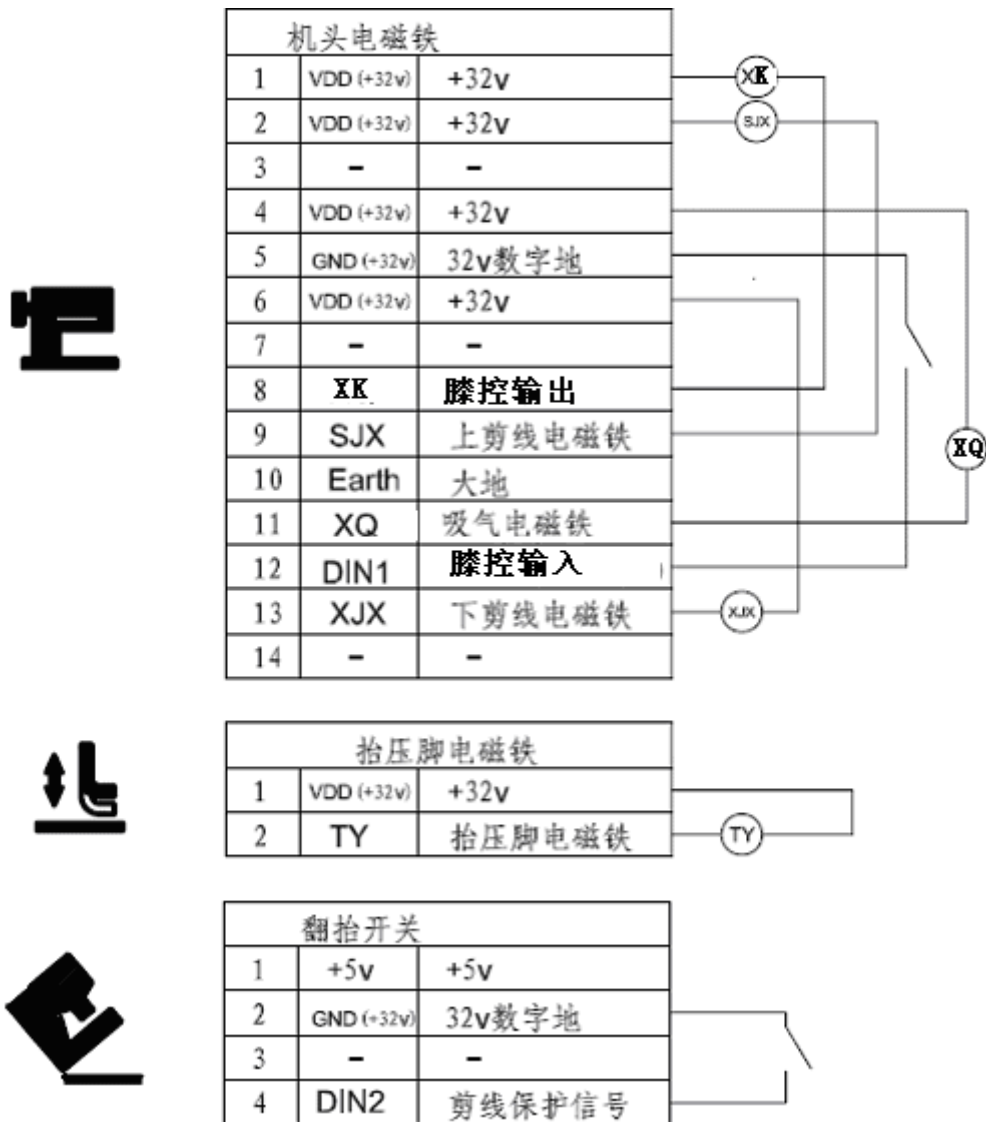 机头电磁铁
1 VDD (+32v) +32v
XK
2 VDD (+32v) +32v
SJX
3 - -
4 VDD (+32v) +32v
5 GND (+32v) 32v数字地
6 VDD (+32v) +32v
7 - -
8 XK 膝控输出
9 SJX 上剪线电磁铁
XQ
10 Earth 大地
11 XQ 吸气电磁铁
12 DIN1 膝控输入
13 XJX 下剪线电磁铁
XJX
14 - -
抬压脚电磁铁
1 VDD (+32v) +32v
2 TY 抬压脚电磁铁
TY
翻抬开关
1 +5v +5v
2 GND (+32v) 32v数字地
3 - -
4 DIN2 剪线保护信号